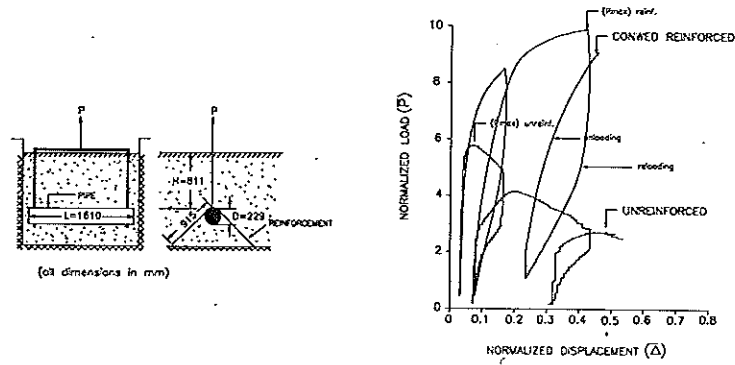 P
P
PIPE
L=1610
H=811
915
D=229
REINFORCEMENT
(all dimensions in mm)
NORMALIZED LOAD (P)
10
8
6
4
2
0
(Pmax) reinf.
CONWED REINFORCED
(Pmax) unreinf.
unloading
reloading
UNREINFORCED
0
0.1
0.2
0.3
0.4
0.5
0.6
0.7
0.8
NORMALIZED DISPLACEMENT (Δ)